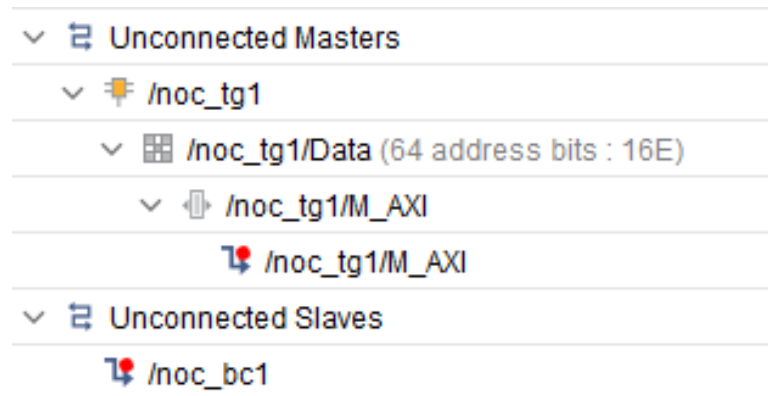 Unconnected Masters
/noc_tg1
/noc_tg1/Data (64 address bits : 16E)
/noc_tg1/M_AXI
/noc_tg1/M_AXI
Unconnected Slaves
/noc_bc1